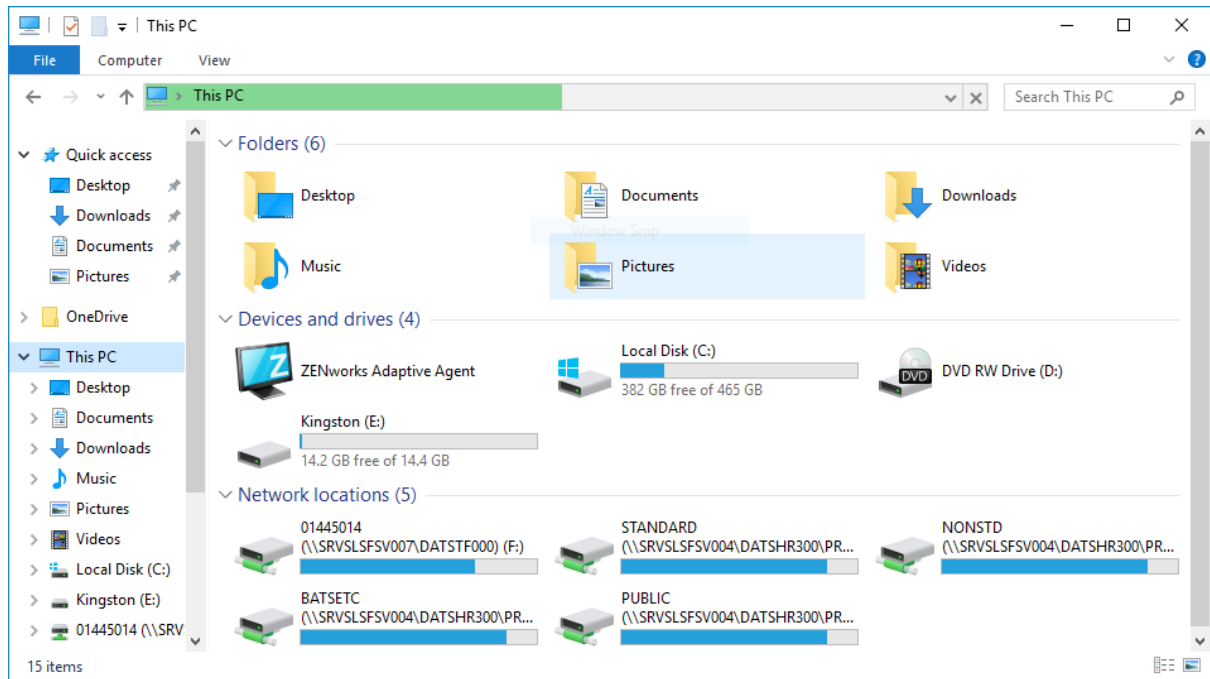 This PC
File Computer View
This PC
Search This PC
Quick access
Desktop
Downloads
Documents
Pictures
OneDrive
This PC
Desktop
Documents
Downloads
Music
Pictures
Videos
Local Disk (C:)
Kingston (E:)
01445014 (\\SRV
Folders (6)
Desktop
Documents
Downloads
Window Snip
Music
Pictures
Videos
Devices and drives (4)
ZENworks Adaptive Agent
Local Disk (C:)
382 GB free of 465 GB
DVD
DVD RW Drive (D:)
Kingston (E:)
14.2 GB free of 14.4 GB
Network locations (5)
01445014
(\\SRVSLSFSV007\DATSTF000) (F:)
STANDARD
(\\SRVSLSFSV004\DATSHR300\PR...
NONSTD
(\\SRVSLSFSV004\DATSHR300\PR...
BATSETC
(\\SRVSLSFSV004\DATSHR300\PR...
PUBLIC
(\\SRVSLSFSV004\DATSHR300\PR...
15 items